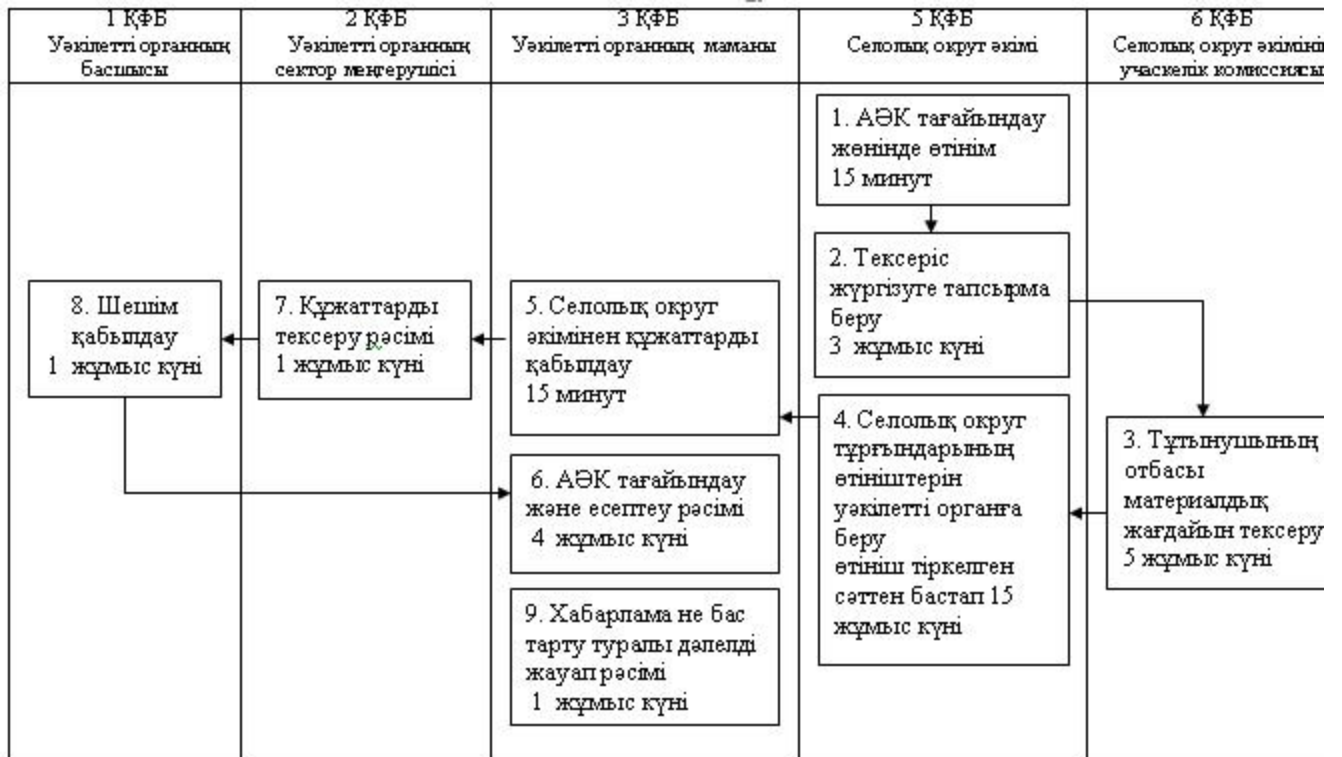 1 ҚФБ
Уәкілетті органның
басшысы
2 ҚФБ
Уәкілетті органның
сектор меңгерушісі
3 ҚФБ
Уәкілетті органның маманы
5 ҚФБ
Селолық округ әкімі
6 ҚФБ
Селолық округ әкімінің
учаскелік комиссиясы
1. АӘК тағайындау
жөнінде өтінім
15 минут
2. Тексеріс
жүргізуге тапсырма
беру
3 жұмыс күні
8. Шешім
қабылдау
1 жұмыс күні
7. Құжаттарды
тексеру рәсімі
1 жұмыс күні
5. Селолық округ
әкімінен құжаттарды
қабылдау
15 минут
4. Селолық округ
тұрғындарының
өтініштерін
уәкілетті органға
беру
өтініш тіркелген
сәттен бастап 15
жұмыс күні
3. Тұтынушының
отбасы
материалдық
жағдайын тексеру
5 жұмыс күні
6. АӘК тағайындау
және есептеу рәсімі
4 жұмыс күні
9. Хабарлама не бас
тарту туралы дәлелді
жауап рәсімі
1 жұмыс күні